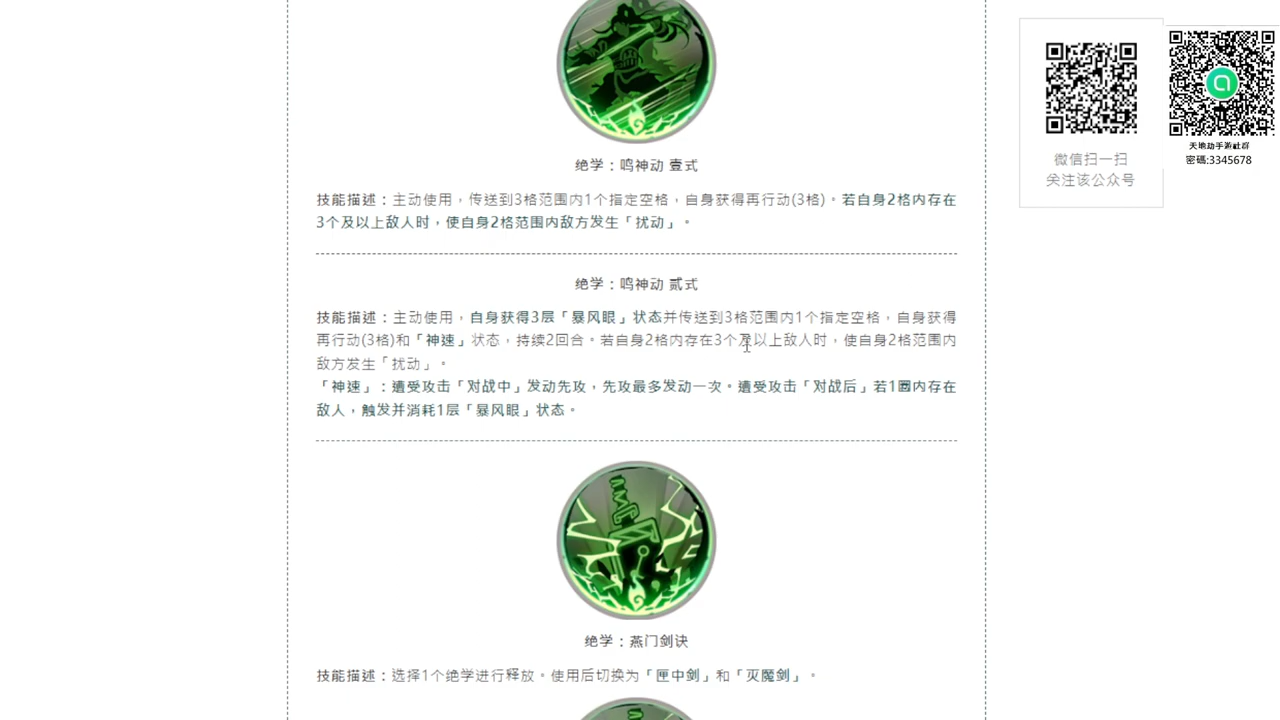 绝学：鸣神动 壹式
技能描述：主动使用，传送到3格范围内1个指定空格，自身获得再行动(3格)。若自身2格内存在
3个及以上敌人时，使自身2格范围内敌方发生「扰动」。
绝学：鸣神动 贰式
技能描述：主动使用，自身获得3层「暴风眼」状态并传送到3格范围内1个指定空格，自身获得
再行动(3格)和「神速」状态，持续2回合。若自身2格内存在3个及以上敌人时，使自身2格范围内
敌方发生「扰动」。
「神速」：遭受攻击「对战中」发动先攻，先攻最多发动一次。遭受攻击「对战后」若1圈内存在
敌人，触发并消耗1层「暴风眼」状态。
绝学：燕门剑诀
技能描述：选择1个绝学进行释放。使用后切换为「匣中剑」和「灭魔剑」。
微信扫一扫
关注该公众号
天地劫手游社群
密碼:3345678